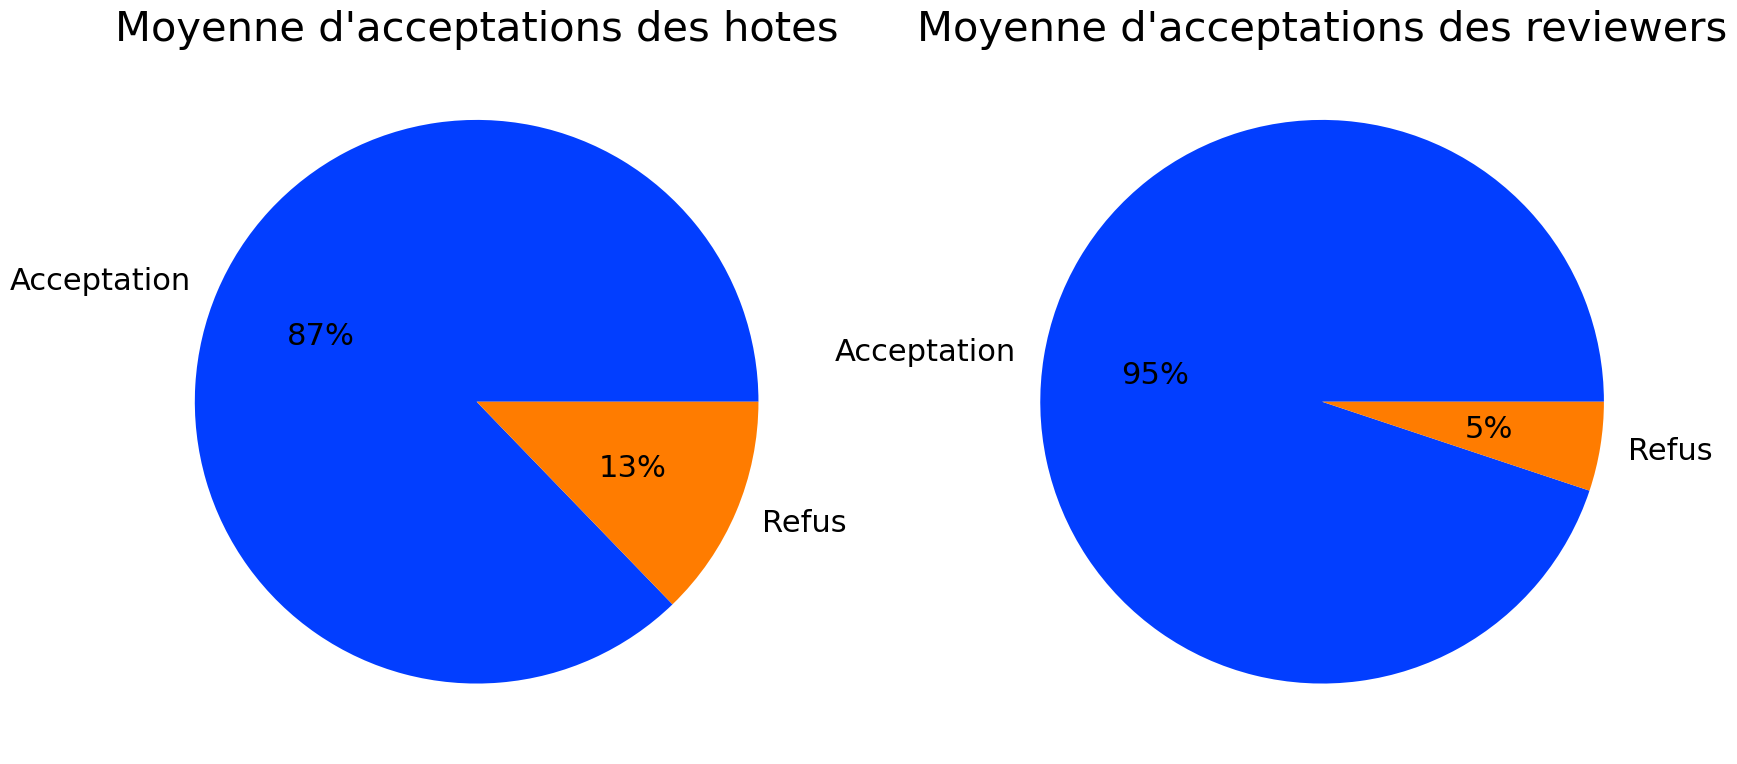 Moyenne d'acceptations des hotes
Acceptation
87%
13%
Refus
Moyenne d'acceptations des reviewers
Acceptation
95%
5%
Refus